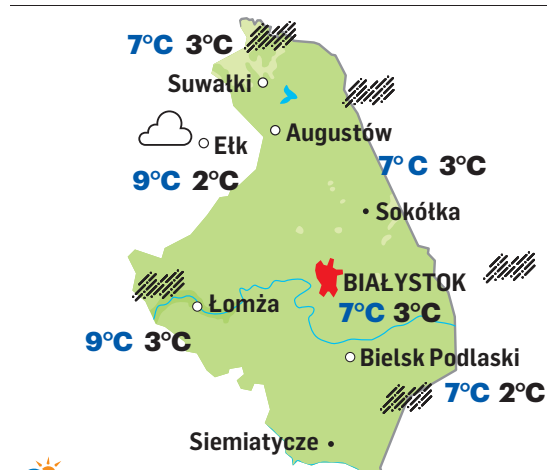 7°C 3°C
Suwałki
Augustów
Ełk
9°C 2°C
7°C 3°C
Sokółka
BIAŁYSTOK
7°C 3°C
Łomża
9°C 3°C
Bielsk Podlaski
7°C 2°C
Siemiatycze